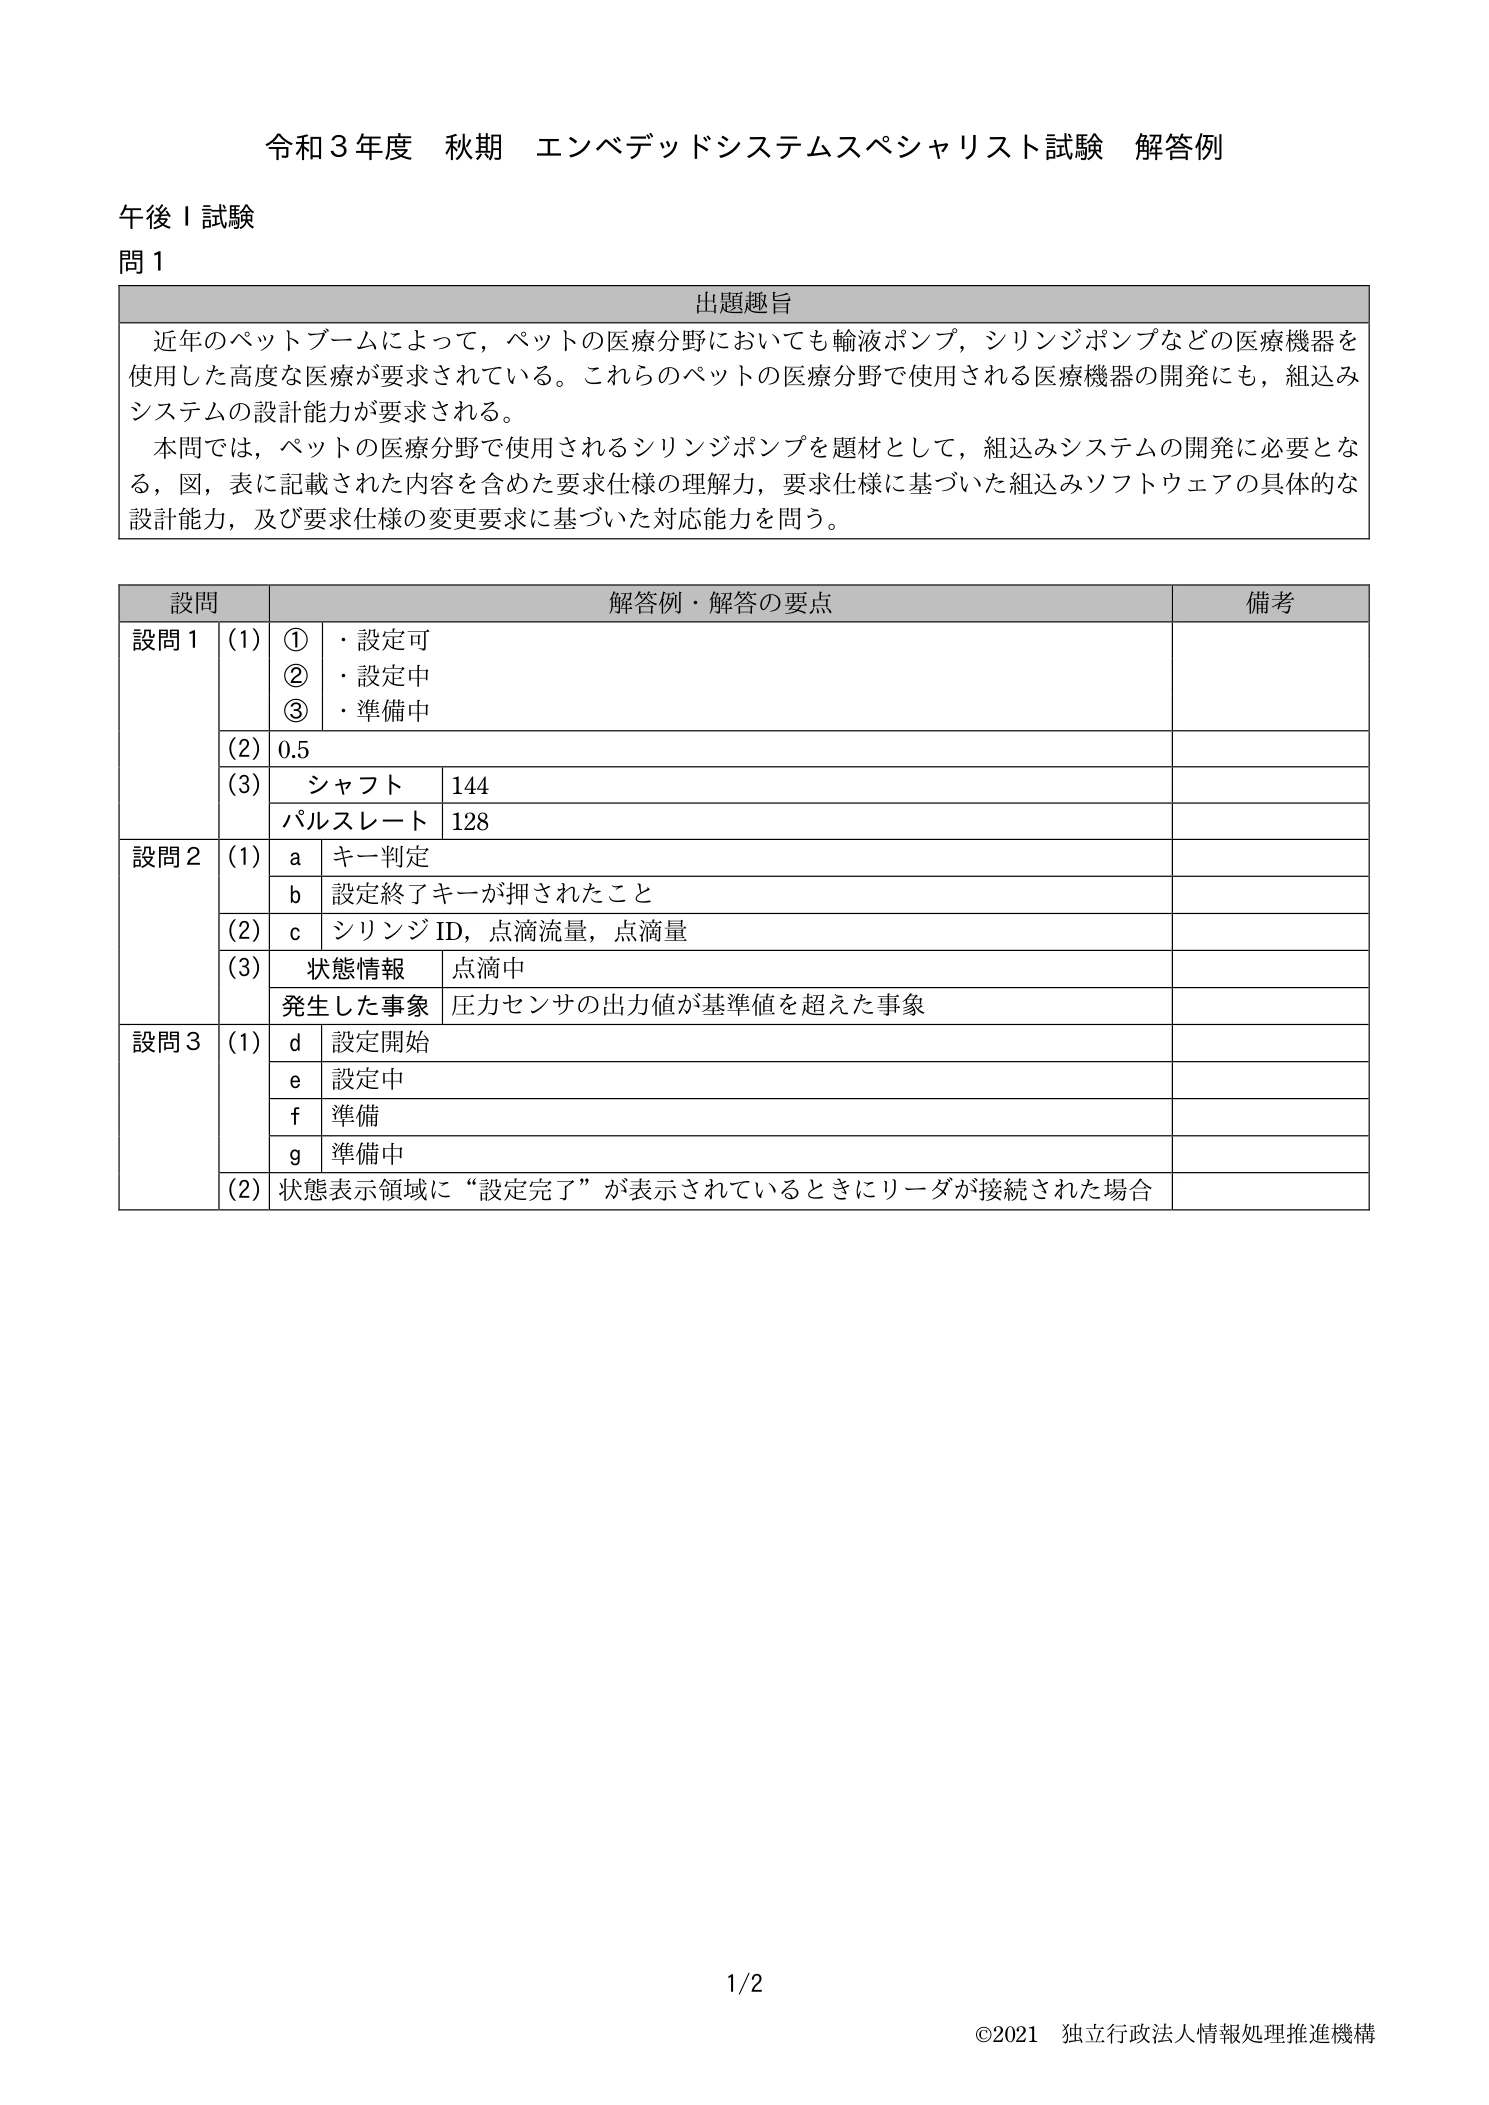 令和３年度　秋期　エンベデッドシステムスペシャリスト試験　解答例
午後Ⅰ試験
問1
出題趣旨
近年のペットブームによって，ペットの医療分野においても輸液ポンプ，シリンジポンプなどの医療機器を
使用した高度な医療が要求されている。これらのペットの医療分野で使用される医療機器の開発にも，組込み
システムの設計能力が要求される。
本問では，ペットの医療分野で使用されるシリンジポンプを題材として，組込みシステムの開発に必要とな
る，図，表に記載された内容を含めた要求仕様の理解力，要求仕様に基づいた組込みソフトウェアの具体的な
設計能力，及び要求仕様の変更要求に基づいた対応能力を問う。
設問 解答例・解答の要点 備考
設問1 (1) ① ・設定可
② ・設定中
③ ・準備中
(2) 0.5
(3) シャフト 144
パルスレート 128
設問２ (1) a キー判定
b 設定終了キーが押されたこと
(2) c シリンジ ID，点滴流量，点滴量
(3) 状態情報 点滴中
発生した事象 圧力センサの出力値が基準値を超えた事象
設問３ (1) d 設定開始
e 設定中
f 準備
g 準備中
(2) 状態表示領域に“設定完了”が表示されているときにリーダが接続された場合
1/2
©2021　独立行政法人情報処理推進機構